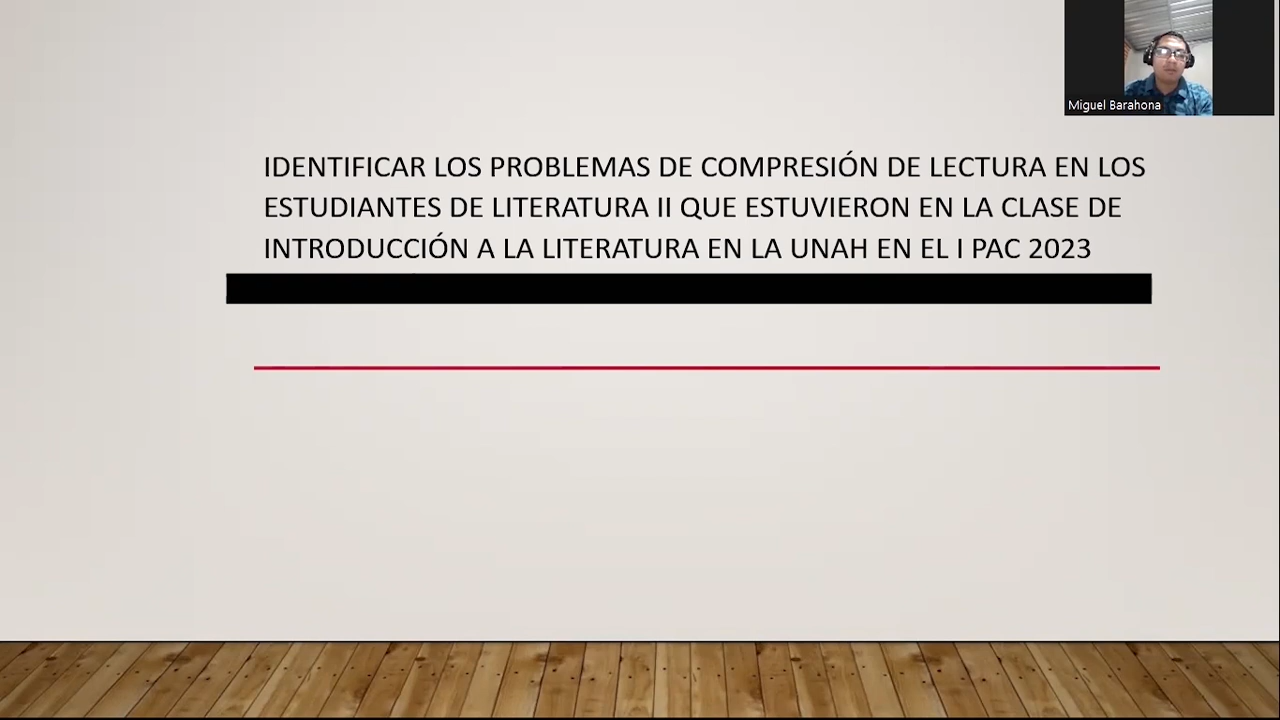 Miguel Barahona
IDENTIFICAR LOS PROBLEMAS DE COMPRESIÓN DE LECTURA EN LOS
ESTUDIANTES DE LITERATURA II QUE ESTUVIERON EN LA CLASE DE
INTRODUCCIÓN A LA LITERATURA EN LA UNAH EN EL I PAC 2023